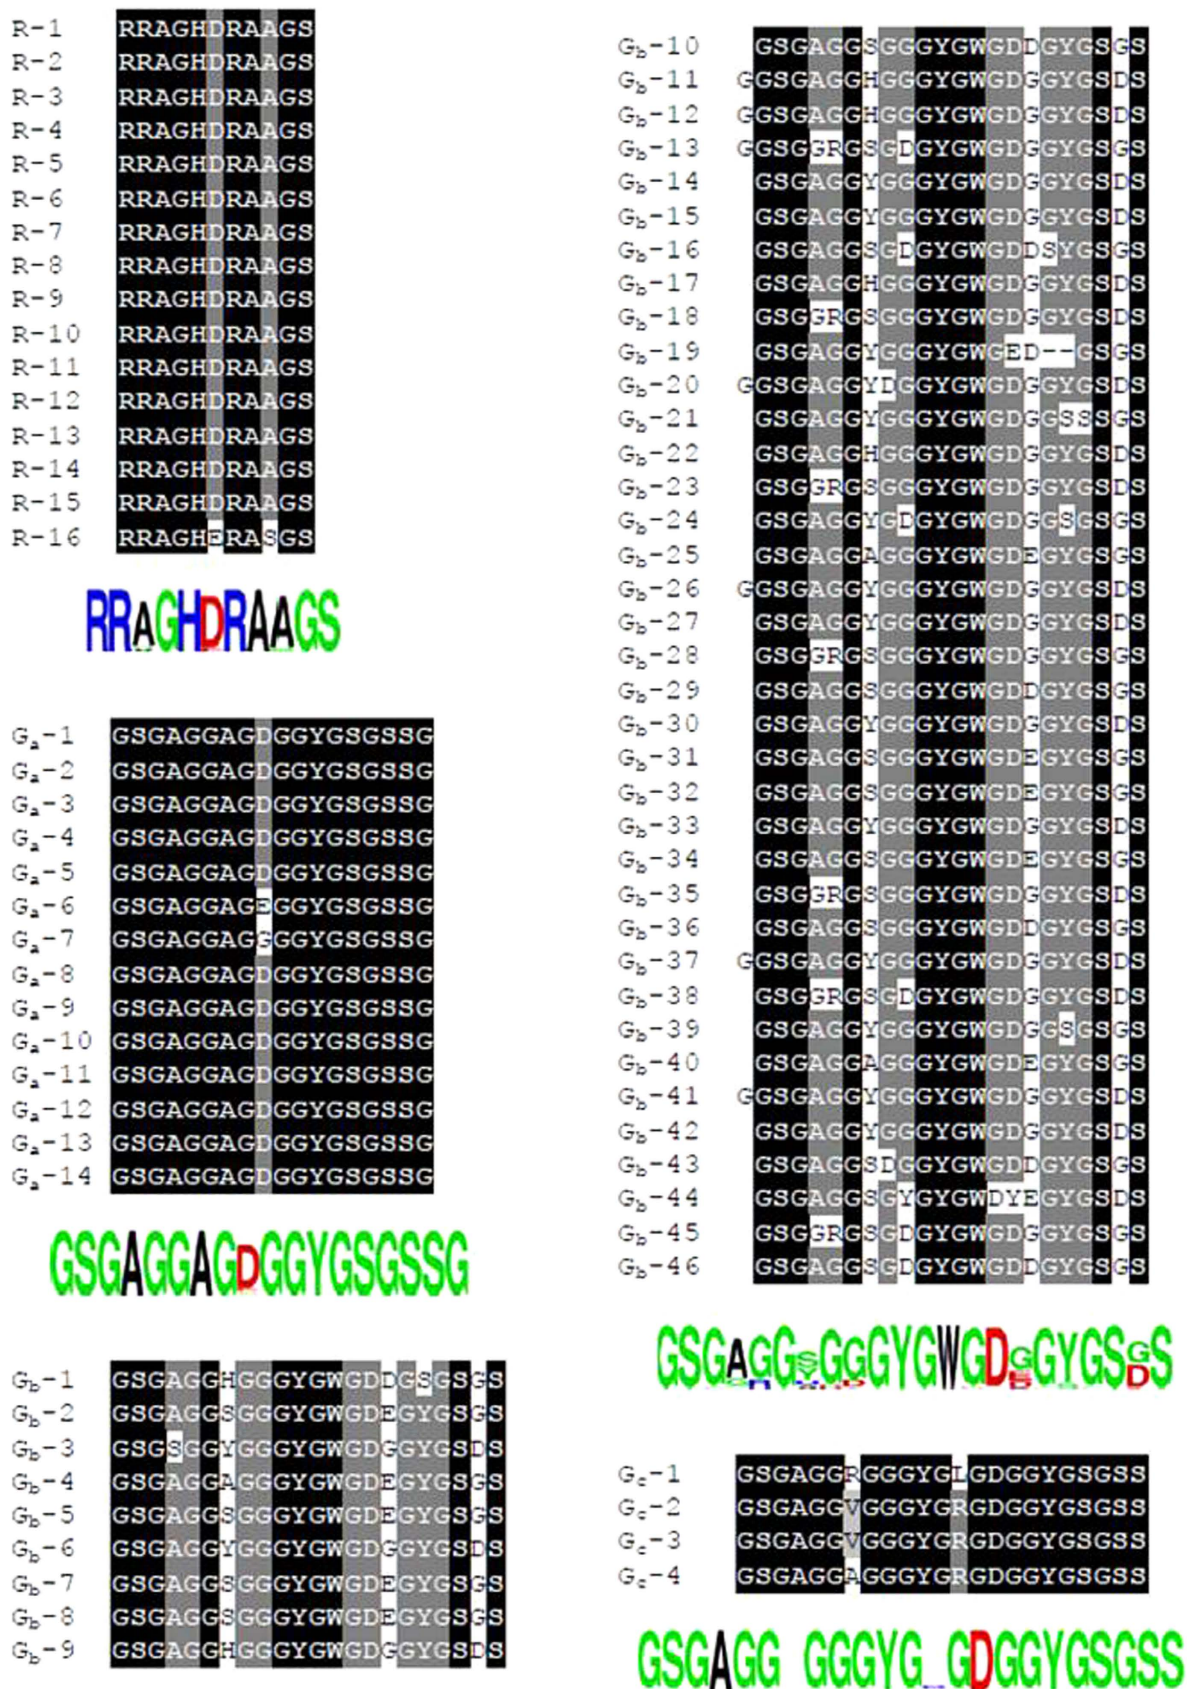 R-1 RRAGHDRAAGS
R-2 RRAGHDRAAGS
R-3 RRAGHDRAAGS
R-4 RRAGHDRAAGS
R-5 RRAGHDRAAGS
R-6 RRAGHDRAAGS
R-7 RRAGHDRAAGS
R-8 RRAGHDRAAGS
R-9 RRAGHDRAAGS
R-10 RRAGHDRAAGS
R-11 RRAGHDRAAGS
R-12 RRAGHDRAAGS
R-13 RRAGHDRAAGS
R-14 RRAGHDRAAGS
R-15 RRAGHDRAAGS
R-16 RRAGHERASGS
RRAGHDRAAGS
Ga-1 GSGAGGAGDGGYGSGSSG
Ga-2 GSGAGGAGDGGYGSGSSG
Ga-3 GSGAGGAGDGGYGSGSSG
Ga-4 GSGAGGAGDGGYGSGSSG
Ga-5 GSGAGGAGDGGYGSGSSG
Ga-6 GSGAGGAGEGGYGSGSSG
Ga-7 GSGAGGAGGGGYGSGSSG
Ga-8 GSGAGGAGDGGYGSGSSG
Ga-9 GSGAGGAGDGGYGSGSSG
Ga-10 GSGAGGAGDGGYGSGSSG
Ga-11 GSGAGGAGDGGYGSGSSG
Ga-12 GSGAGGAGDGGYGSGSSG
Ga-13 GSGAGGAGDGGYGSGSSG
Ga-14 GSGAGGAGDGGYGSGSSG
GSGAGGAGDGGYGSGSSG
Gb-1 GSGAGGHGGGYGWGDDGSGSGS
Gb-2 GSGAGGSGGGYGWGDEGYGSGS
Gb-3 GSGSGGYGGGYGWGDGGYGSDS
Gb-4 GSGAGGAGGGYGWGDEGYGSGS
Gb-5 GSGAGGSGGGYGWGDEGYGSGS
Gb-6 GSGAGGYGGGYGWGDGGYGSDS
Gb-7 GSGAGGSGGGYGWGDEGYGSGS
Gb-8 GSGAGGSGGGYGWGDEGYGSGS
Gb-9 GSGAGGHGGGYGWGDGGYGSDS
Gb-10 GSGAGGSGGGYGWGDDGYGSGS
Gb-11 GGSGAGGHGGGYGWGDGGYGSDS
Gb-12 GGSGAGGHGGGYGWGDGGYGSDS
Gb-13 GGSGGRGSGDGYGWGDGGYGSGS
Gb-14 GSGAGGYGGGYGWGDGGYGSDS
Gb-15 GSGAGGYGGGYGWGDGGYGSDS
Gb-16 GSGAGGSGDGYGWGDDSYGSGS
Gb-17 GSGAGGHGGGYGWGDGGYGSDS
Gb-18 GSGGRGSGGGYGWGDGGYGSDS
Gb-19 GSGAGGYGGGYGWGED--GSGS
Gb-20 GGSGAGGYDGGYGWGDGGYGSDS
Gb-21 GSGAGGYGGGYGWGDGGSSSGS
Gb-22 GSGAGGHGGGYGWGDGGYGSDS
Gb-23 GSGGRGSGGGYGWGDGGYGSDS
Gb-24 GSGAGGYGDGYGWGDGGSGSGS
Gb-25 GSGAGGAGGGYGWGDEGYGSGS
Gb-26 GGSGAGGYGGGYGWGDGGYGSDS
Gb-27 GSGAGGYGGGYGWGDGGYGSDS
Gb-28 GSGGRGSGGGYGWGDGGYGSDS
Gb-29 GSGAGGSGGGYGWGDDGYGSGS
Gb-30 GSGAGGYGGGYGWGDGGYGSDS
Gb-31 GSGAGGSGGGYGWGDEGYGSGS
Gb-32 GSGAGGSGGGYGWGDEGYGSGS
Gb-33 GSGAGGYGGGYGWGDGGYGSDS
Gb-34 GSGAGGSGGGYGWGDEGYGSGS
Gb-35 GSGGRGSGGGYGWGDGGYGSDS
Gb-36 GSGAGGSGGGYGWGDDGYGSGS
Gb-37 GGSGAGGYGGGYGWGDGGYGSDS
Gb-38 GSGGRGSGDGYGWGDGGYGSDS
Gb-39 GSGAGGYGGGYGWGDGGSGSGS
Gb-40 GSGAGGAGGGYGWGDEGYGSGS
Gb-41 GGSGAGGYGGGYGWGDGGYGSDS
Gb-42 GSGAGGYGGGYGWGDGGYGSDS
Gb-43 GSGAGGSDGGYGWGDDGYGSGS
Gb-44 GSGAGGSGYGYGWDYEGYGSDS
Gb-45 GSGGRGSGDGYGWGDGGYGSGS
Gb-46 GSGAGGSGDGYGWGDDGYGSGS
GSGAGGSGGGYGWGDGGYGSGS
Gc-1 GSGAGGRGGGYGLGDGGYGSGSS
Gc-2 GSGAGGVGGGYGRGDGGYGSGSS
Gc-3 GSGAGGVGGGYGRGDGGYGSGSS
Gc-4 GSGAGGAGGGYGRGDGGYGSGSS
GSGAGG GGGYG GDGGYGSGSS